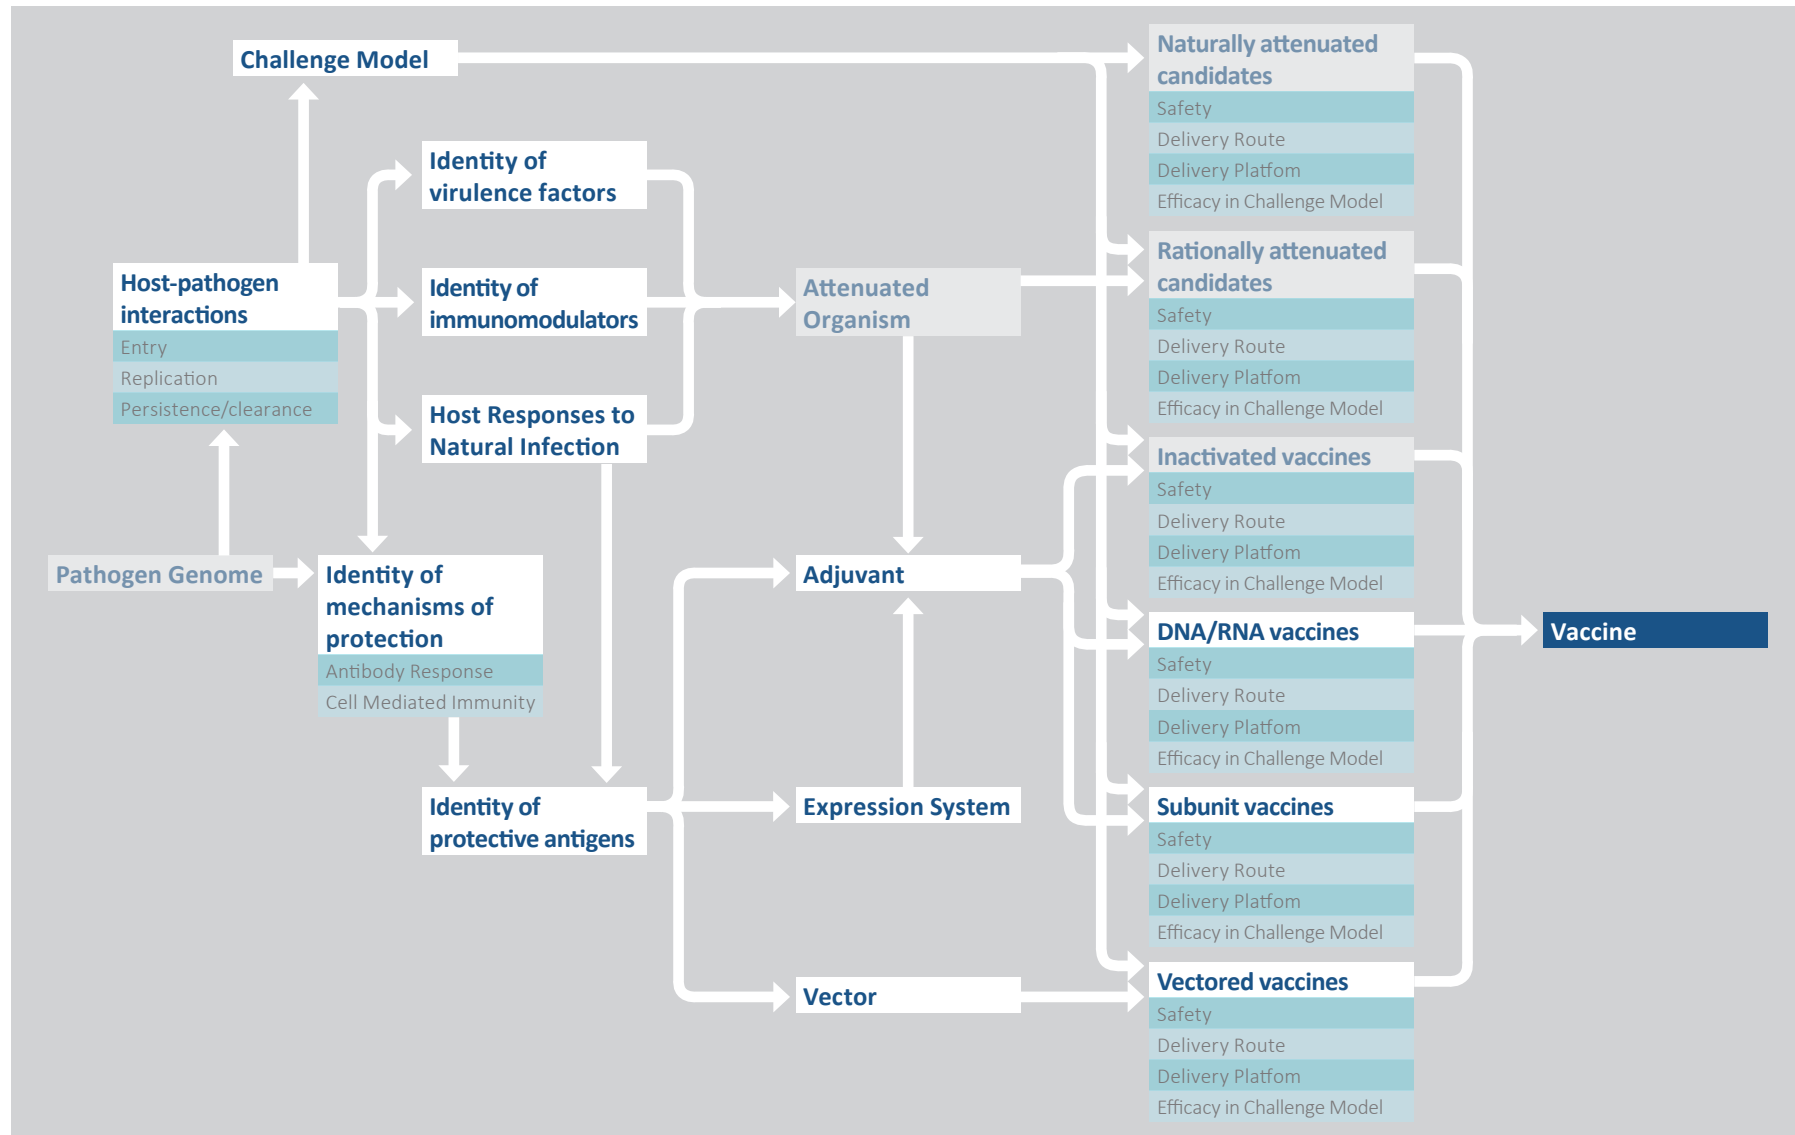 Challenge Model
Identity of
virulence factors
Host-pathogen
interactions
Entry
Replication
Persistence/clearance
Identity of
immunomodulators
Host Responses to
Natural Infection
Pathogen Genome
Identity of
mechanisms of
protection
Antibody Response
Cell Mediated Immunity
Identity of
protective antigens
Attenuated
Organism
Adjuvant
Expression System
Vector
Naturally attenuated
candidates
Safety
Delivery Route
Delivery Platfom
Efficacy in Challenge Model
Rationally attenuated
candidates
Safety
Delivery Route
Delivery Platfom
Efficacy in Challenge Model
Inactivated vaccines
Safety
Delivery Route
Delivery Platfom
Efficacy in Challenge Model
DNA/RNA vaccines
Safety
Delivery Route
Delivery Platfom
Efficacy in Challenge Model
Subunit vaccines
Safety
Delivery Route
Delivery Platfom
Efficacy in Challenge Model
Vectored vaccines
Safety
Delivery Route
Delivery Platfom
Efficacy in Challenge Model
Vaccine